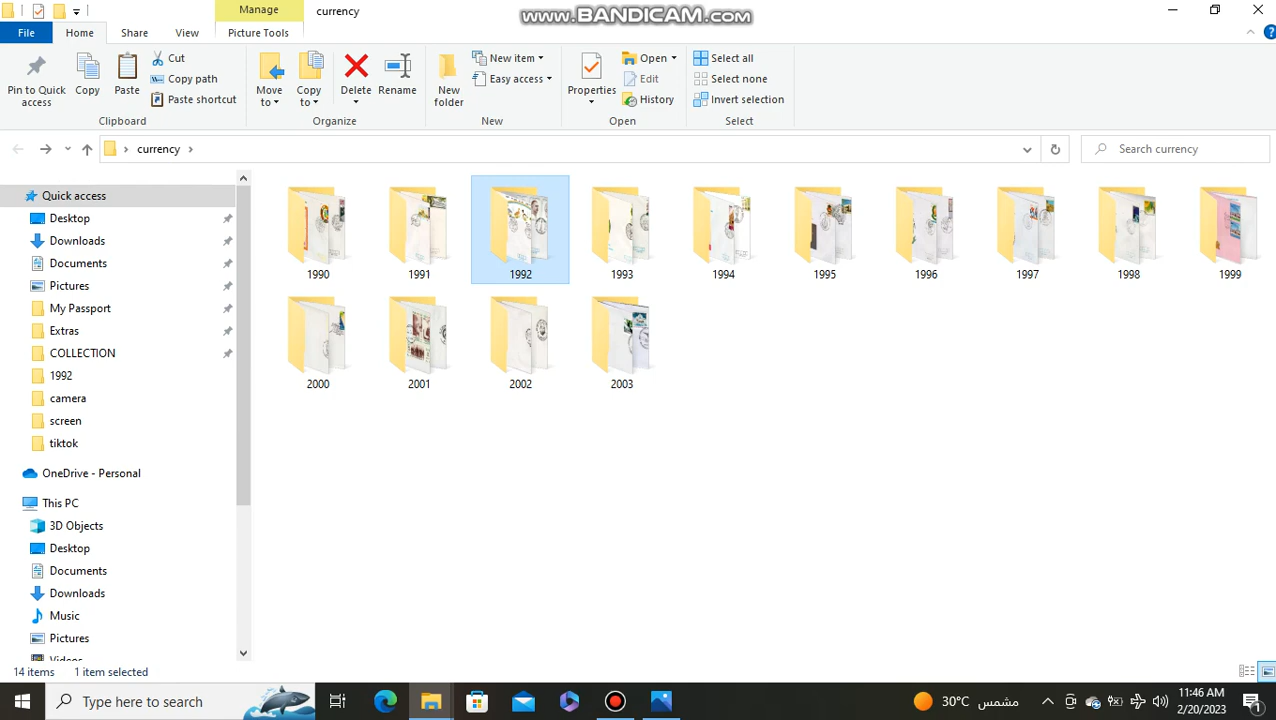 Manage
currency
www.BANDICAM.com
File
Home
Share
View
Picture Tools
Pin to Quick access
Copy
Paste
Cut
Copy path
Paste shortcut
Clipboard
Move to
Copy to
Delete
Rename
Organize
New folder
New item
Easy access
New
Properties
Open
Edit
History
Open
Select all
Select none
Invert selection
Select
currency
Search currency
Quick access
Desktop
Downloads
Documents
Pictures
My Passport
Extras
COLLECTION
1992
camera
screen
tiktok
OneDrive - Personal
This PC
3D Objects
Desktop
Documents
Downloads
Music
Pictures
Videos
1990
1991
1992
1993
1994
1995
1996
1997
1998
1999
2000
2001
2002
2003
14 items
1 item selected
Type here to search
30°C
مشمس
11:46 AM
2/20/2023
1